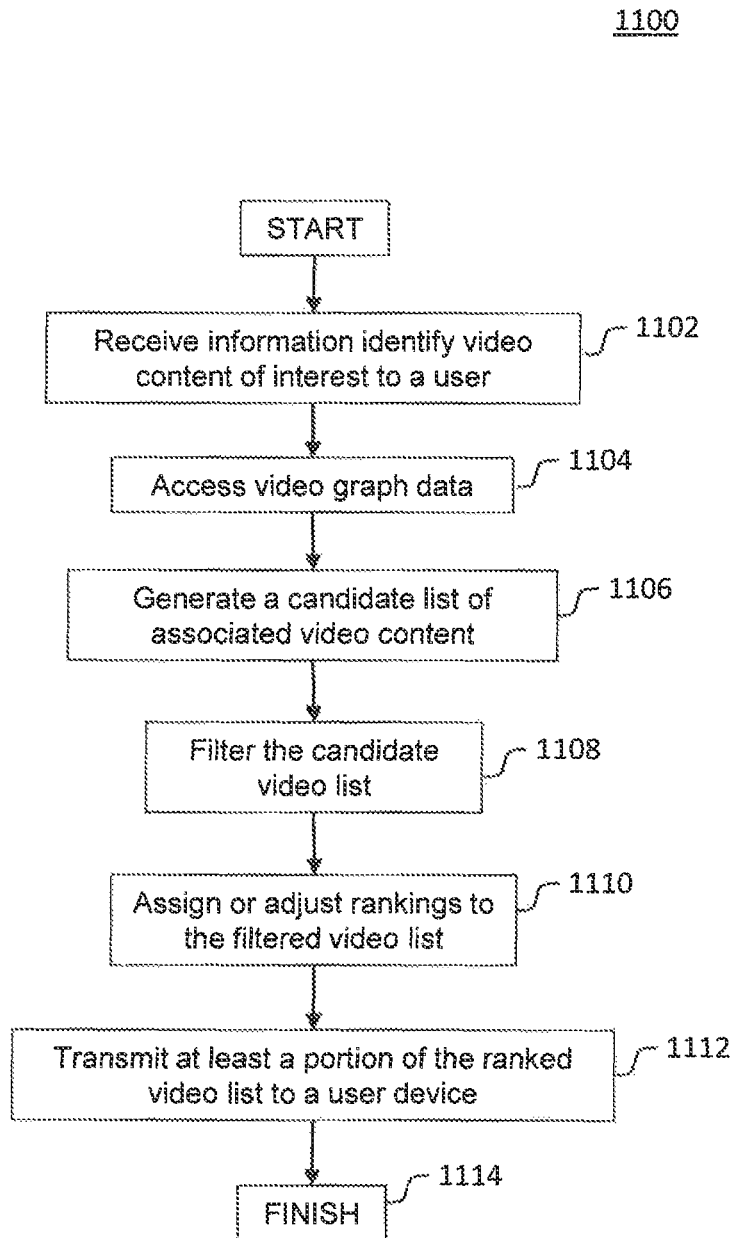 1100
START
Receive information identify video
content of interest to a user
1102
Access video graph data
1104
Generate a candidate list of
associated video content
1106
Filter the candidate
video list
1108
Assign or adjust rankings to
the filtered video list
1110
Transmit at least a portion of the ranked
video list to a user device
1112
1114
FINISH